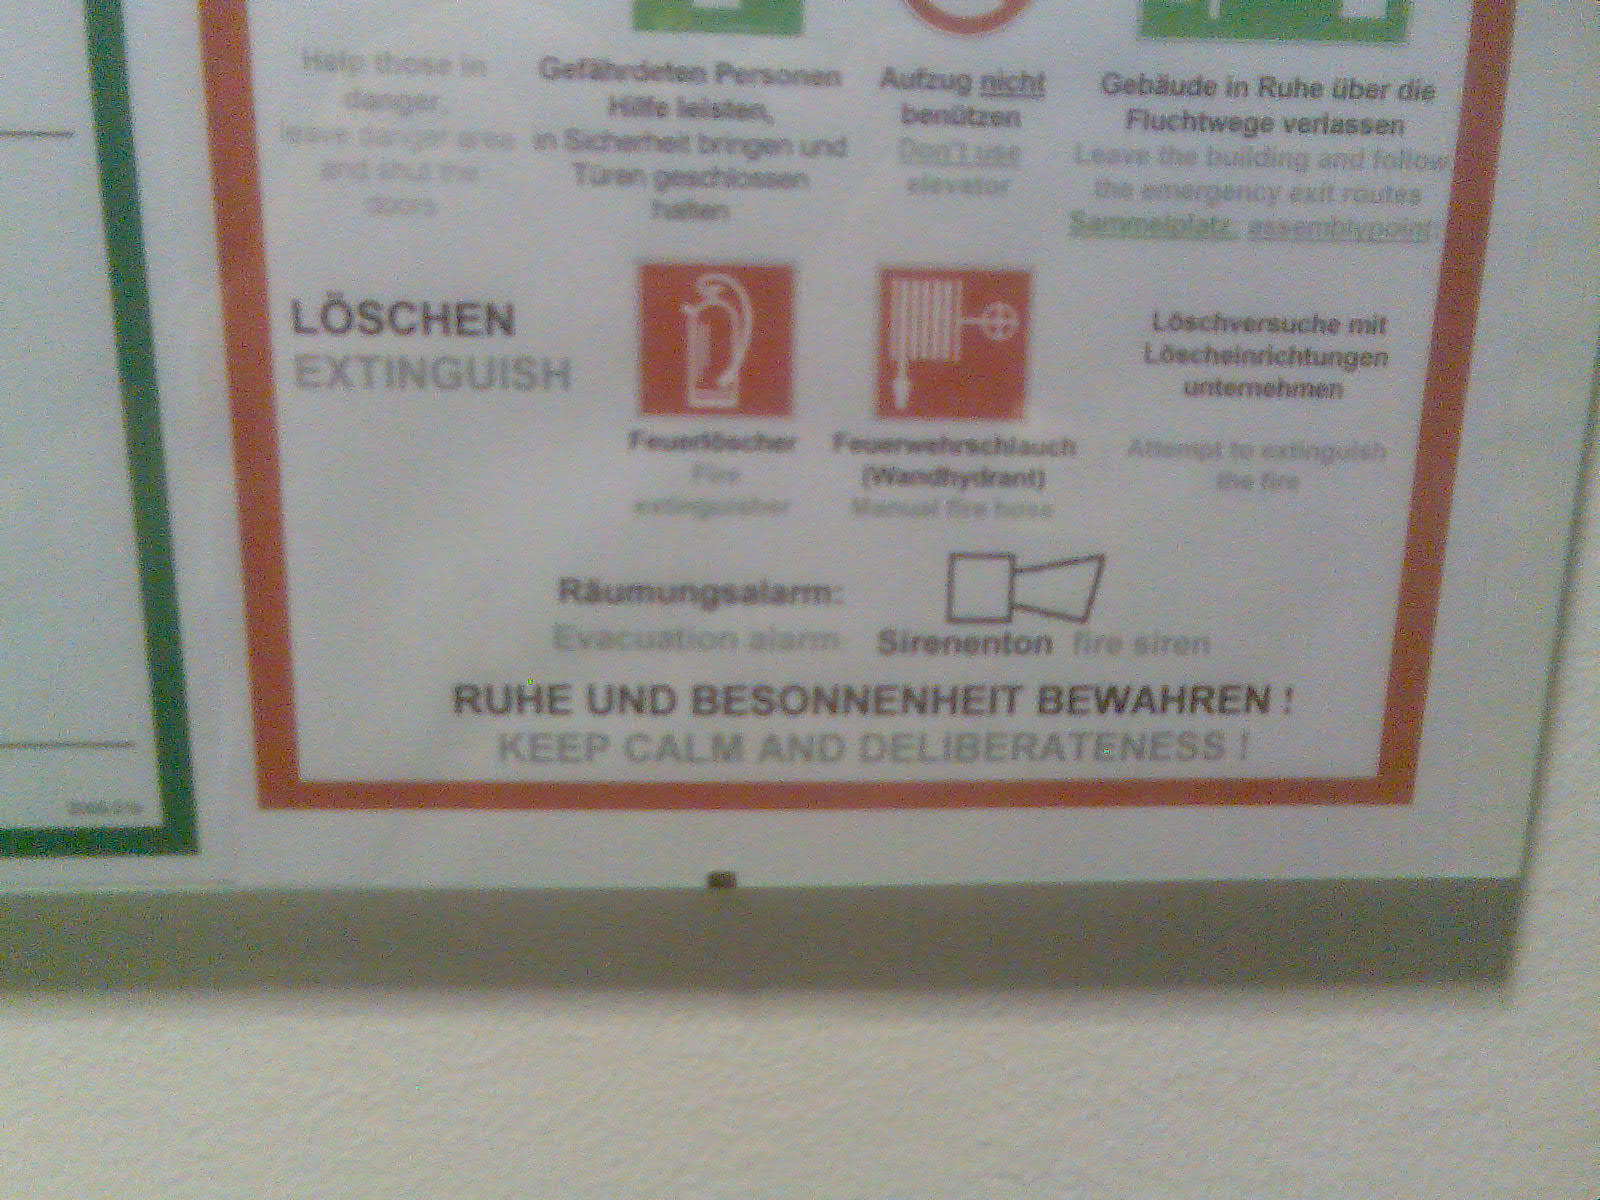 Help those in
danger,
leave danger area
and shut the
doors
Gefährdeten Personen
Hilfe leisten,
in Sicherheit bringen und
Türen geschlossen
halten
Aufzug nicht
benützen
Don't use
elevator
Gebäude in Ruhe über die
Fluchtwege verlassen
Leave the building and follow
the emergency exit routes
Sammelplatz, assemblypoint:
LÖSCHEN
EXTINGUISH
Feuerlöscher
Fire
extinguisher
Feuerwehrschlauch
(Wandhydrant)
Manual fire hose
Löschversuche mit
Löscheinrichtungen
unternehmen
Attempt to extinguish
the fire
Räumungsalarm:
Evacuation alarm
Sirenenton fire siren
RUHE UND BESONNENHEIT BEWAHREN !
KEEP CALM AND DELIBERATENESS !